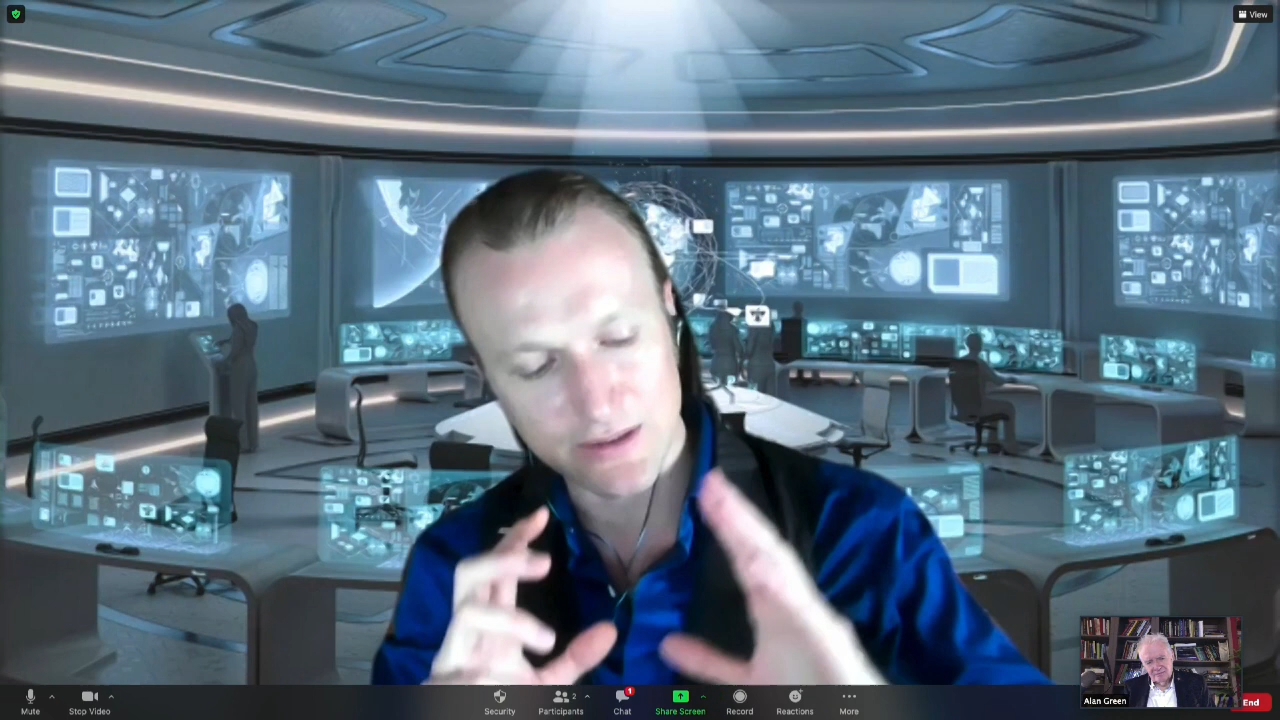 View
Alan Green
Mute
Stop Video
Security
Participants
2
Chat
1
Share Screen
Record
Reactions
More
End